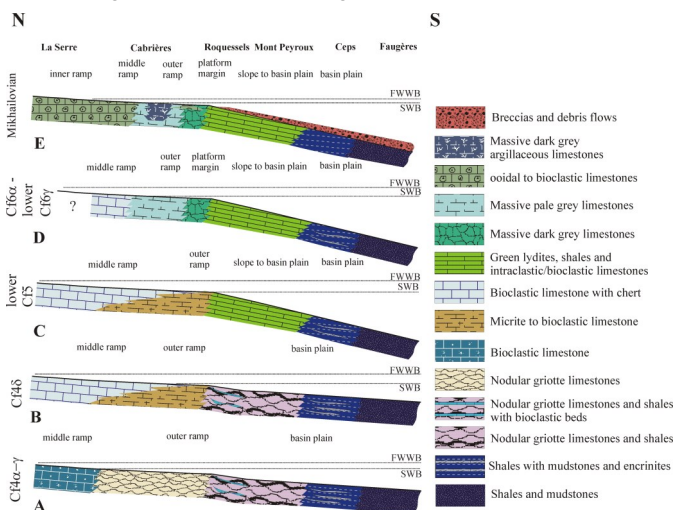 N
S
La Serre Cabrières Roquessels Mont Peyroux Ceps Faugères
inner ramp middle ramp outer ramp platform margin slope to basin plain basin plain
FWWB
SWB
Mikhailovian
E
middle ramp outer ramp platform margin slope to basin plain basin plain
FWWB
SWB
Cf6α - lower Cf6γ
?
D
middle ramp outer ramp slope to basin plain basin plain
FWWB
SWB
lower Cf5
C
middle ramp outer ramp basin plain
FWWB
SWB
Cf4δ
B
middle ramp outer ramp basin plain
FWWB
SWB
Cf4α–γ
A
Breccias and debris flows
Massive dark grey
argillaceous limestones
ooidal to bioclastic limestones
Massive pale grey limestones
Massive dark grey limestones
Green lydites, shales and
intraclastic/bioclastic limestones
Bioclastic limestone with chert
Micrite to bioclastic limestone
Bioclastic limestone
Nodular griotte limestones
Nodular griotte limestones and shales
with bioclastic beds
Nodular griotte limestones and shales
Shales with mudstones and encrinites
Shales and mudstones